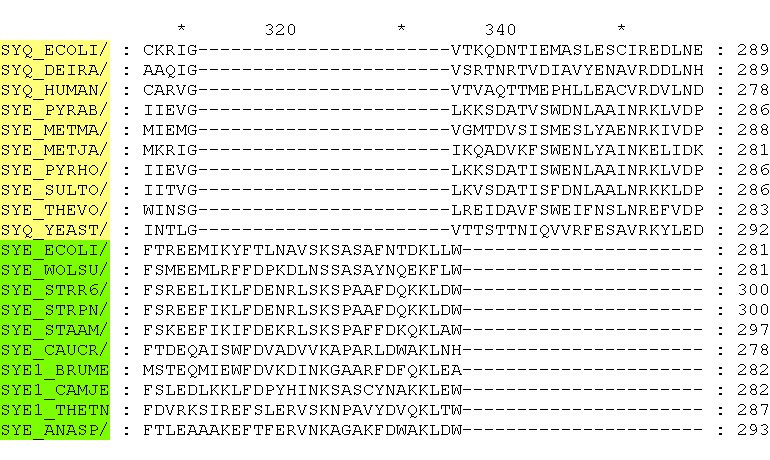 * 320 * 340 *
SYQ_ECOLI/ : CKRIG-----------------------VTKQDNTIEMASLESCIREDLNE : 289
SYQ_DEIRA/ : AAQIG-----------------------VSRTNRTVDIAVYENAVRDDLNH : 289
SYQ_HUMAN/ : CARVG-----------------------VTVAQTTMEPHLLEACVRDVLND : 278
SYE_PYRAB/ : IIEVG-----------------------LKKSDATVSWDNLAAINRKLVDP : 286
SYE_METMA/ : MIEMG-----------------------VGMTDVSISMESLYAENRKIVDP : 288
SYE_METJA/ : MKRIG-----------------------IKQADVKFSWENLYAINKELIDK : 281
SYE_PYRHO/ : IIEVG-----------------------LKKSDATISWENLAAINRKLVDP : 286
SYE_SULTO/ : IITVG-----------------------LKVSDATISFDNLAALNRKKLDP : 286
SYE_THEVO/ : WINSG-----------------------LREIDAVFSWEIFNSLNREFVDP : 283
SYQ_YEAST/ : INTLG-----------------------VTTSTTNIQVVRFESAVRKYLED : 292
SYE_ECOLI/ : FTREEMIKYFTLNAVSKSASAFNTDKLLW---------------------- : 281
SYE_WOLSU/ : FSMEEMLRFFDPKDLNSSASAYNQEKFLW---------------------- : 281
SYE_STRR6/ : FSREELIKLFDENRLSKSPAAFDQKKLDW---------------------- : 300
SYE_STRPN/ : FSREEFIKLFDENRLSKSPAAFDQKKLDW---------------------- : 300
SYE_STAAM/ : FSKEEFIKIFDENRLSKSPAFFDKQKLAW---------------------- : 297
SYE_CAUCR/ : FTDEQAISWFDVADVVKAPARLDWAKLNH---------------------- : 278
SYE1_BRUME : MSTEQMIEWFDVKDINKGAARFDFQKLEA---------------------- : 282
SYE1_CAMJE : FSLEDLKKLFDPYHINKSASCYNAKKLEW---------------------- : 282
SYE1_THETN : FDVRKSIREFSLERVSKNPAVYDVQKLTW---------------------- : 287
SYE_ANASP/ : FTLEAAAKEFTFERVNKAGAKFDWAKLDW---------------------- : 293